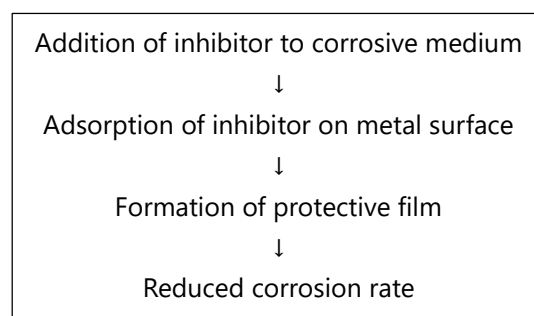 Addition of inhibitor to corrosive medium
↓
Adsorption of inhibitor on metal surface
↓
Formation of protective film
↓
Reduced corrosion rate